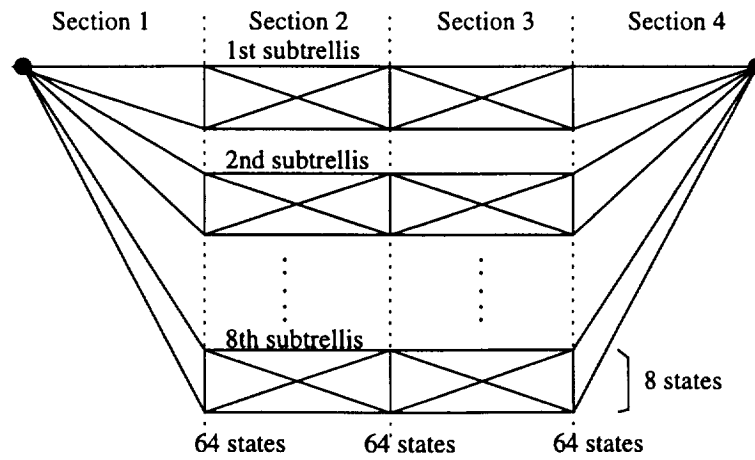 Section 1 Section 2 Section 3 Section 4
1st subtrellis
2nd subtrellis
8th subtrellis
8 states
64 states 64 states 64 states